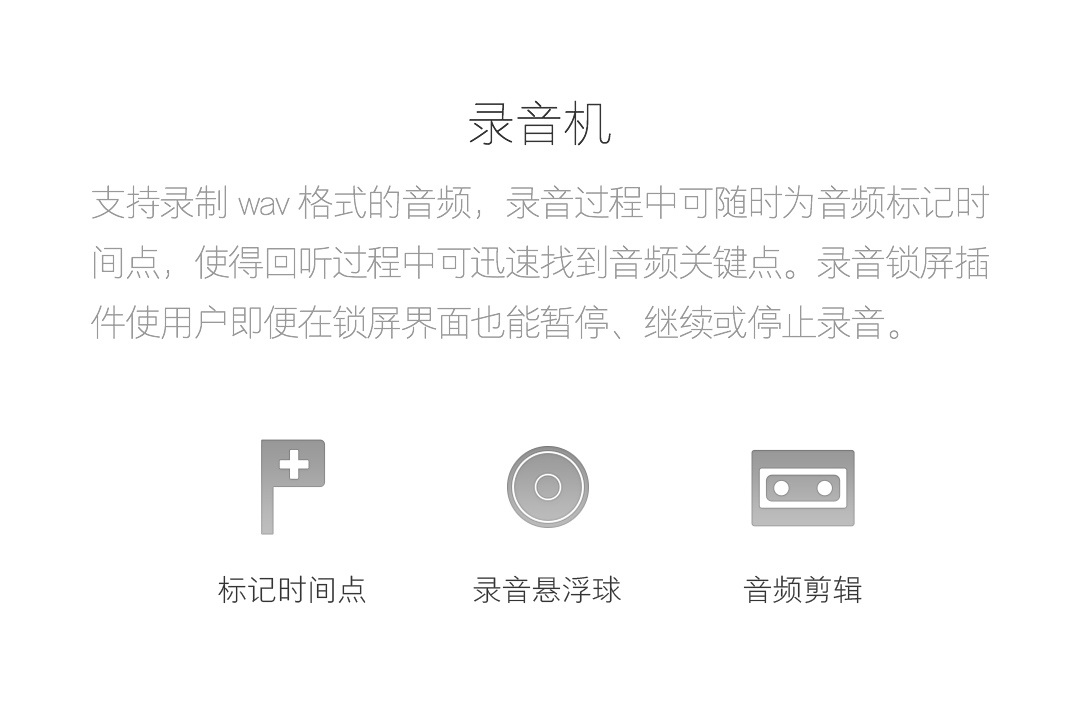 录音机
支持录制 wav 格式的音频，录音过程中可随时为音频标记时
间点，使得回听过程中可迅速找到音频关键点。录音锁屏插
件使用户即便在锁屏界面也能暂停、继续或停止录音。
标记时间点
录音悬浮球
音频剪辑